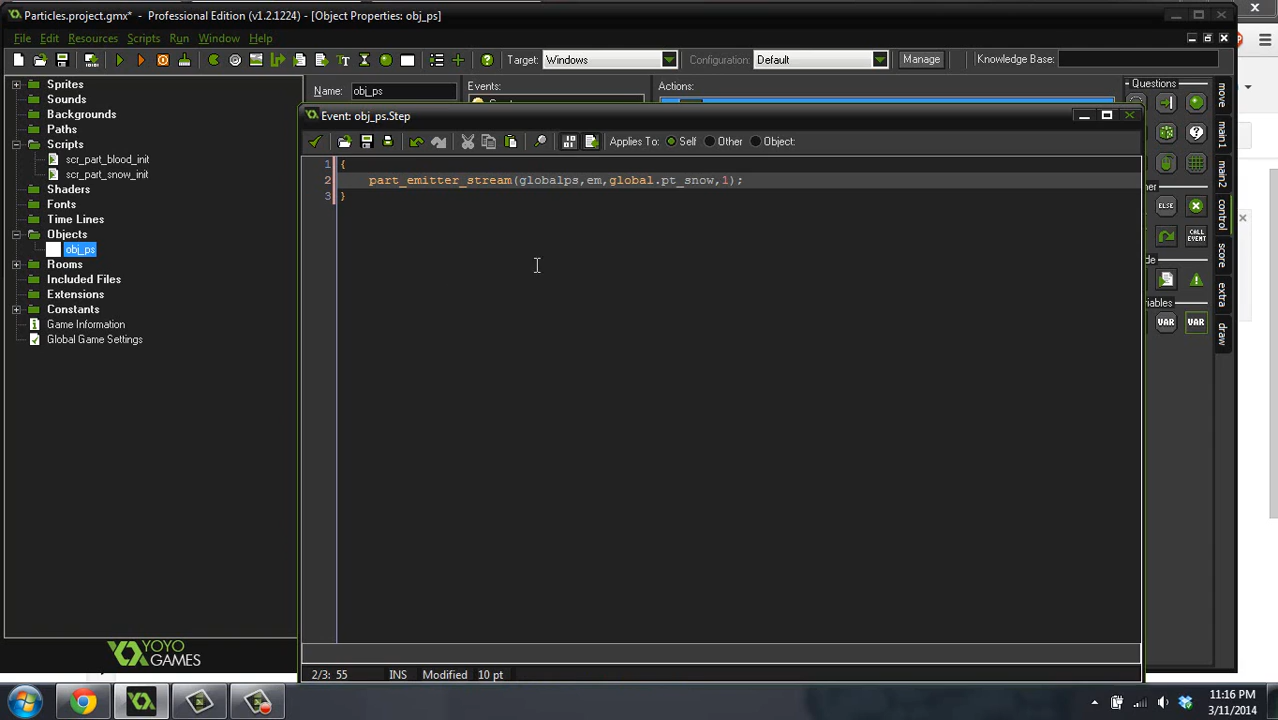 Particles.project.gmx* - Professional Edition (v1.2.1224) - [Object Properties: obj_ps]
File Edit Resources Scripts Run Window Help
Target: Windows Configuration: Default Manage Knowledge Base:
Sprites
Sounds
Backgrounds
Paths
Scripts
scr_part_blood_init
scr_part_snow_init
Shaders
Fonts
Time Lines
Objects
obj_ps
Rooms
Included Files
Extensions
Constants
Game Information
Global Game Settings
YOYO
GAMES
Name: obj_ps Events: Actions:
Event: obj_ps.Step
Applies To: Self Other Object:
1 {
2 part_emitter_stream(globalps,em,global.pt_snow,1);
3 }
2/3: 55 INS Modified 10 pt
Questions
ELSE
CALL
EVENT
VAR VAR
move
main1
main2
control
score
extra
draw
11:16 PM
3/11/2014